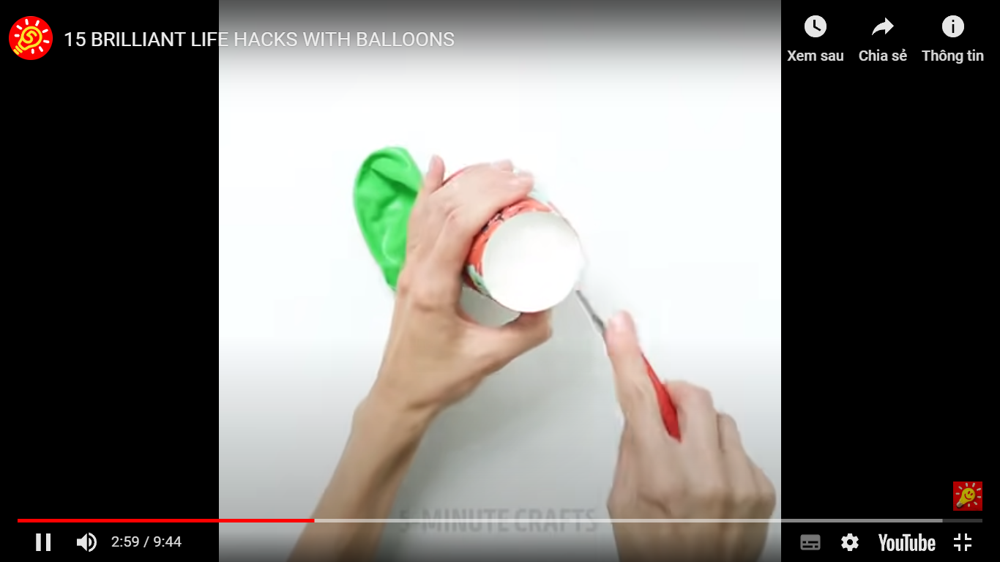 15 BRILLIANT LIFE HACKS WITH BALLOONS
Xem sau
Chia sẻ
Thông tin
5-MINUTE CRAFTS
2:59 / 9:44
YouTube